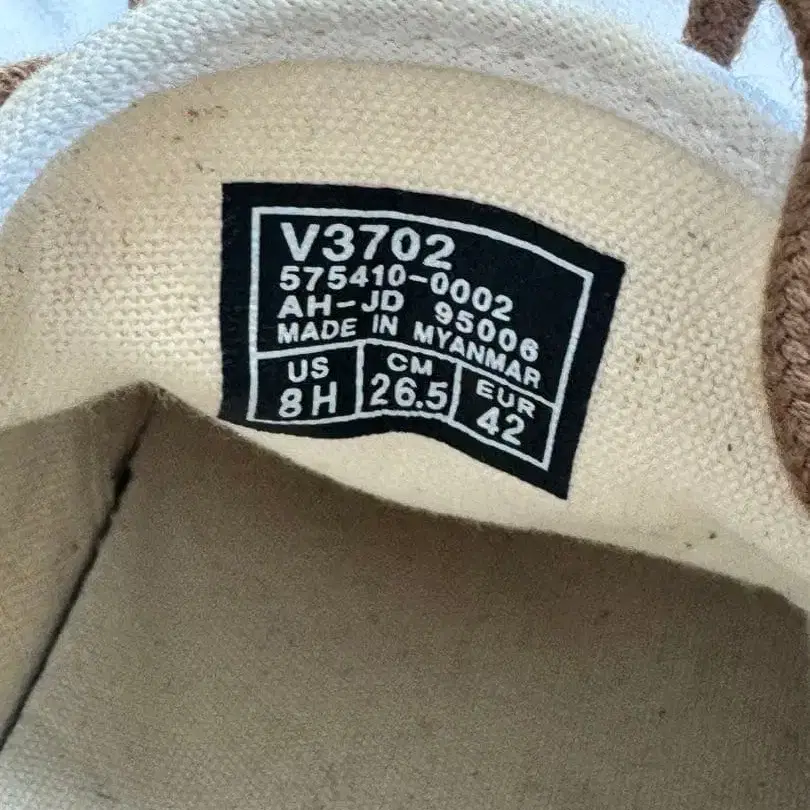 V3702
575410-0002
AH-JD 95006
MADE IN MYANMAR
US CM EUR
8H 26.5 42